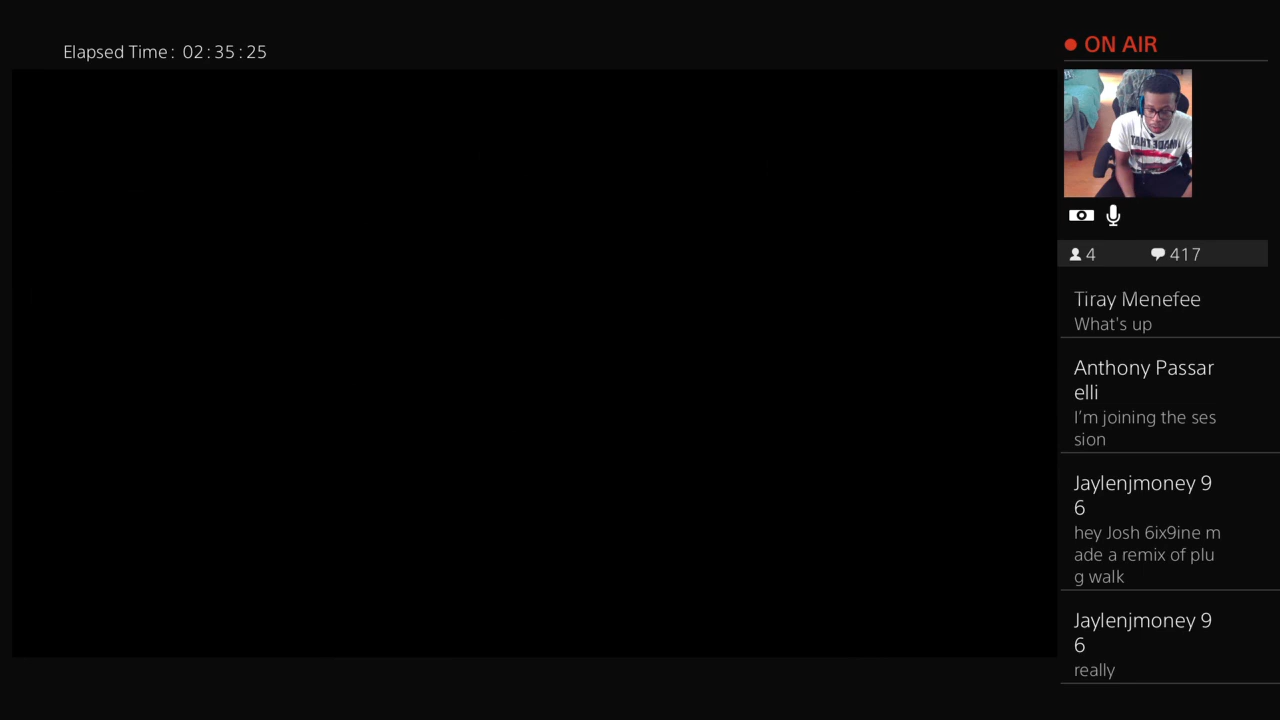 Elapsed Time: 02:35:25
ON AIR
4 417
Tiray Menefee
What's up
Anthony Passar
elli
I'm joining the ses
sion
Jaylenjmoney 9
6
hey Josh 6ix9ine m
ade a remix of plu
g walk
Jaylenjmoney 9
6
really